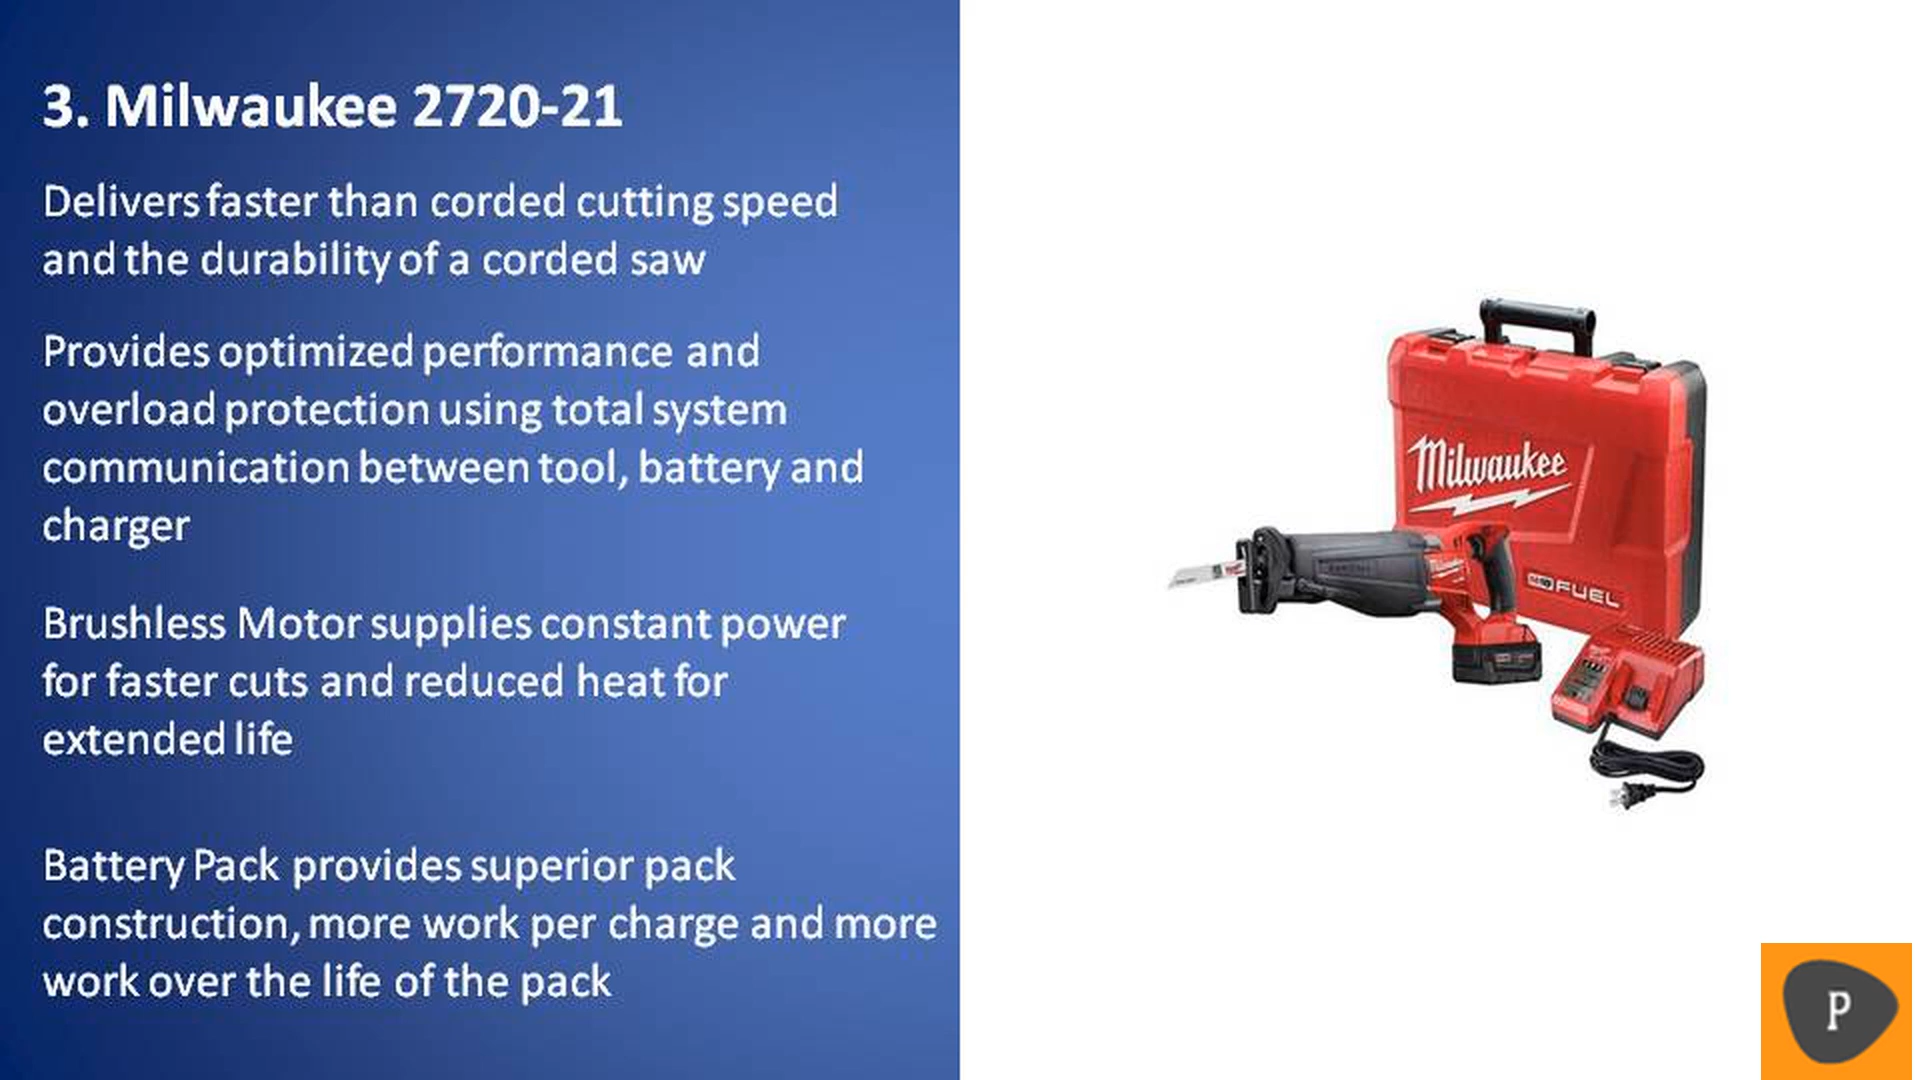 3. Milwaukee 2720-21
Delivers faster than corded cutting speed
and the durability of a corded saw
Provides optimized performance and
overload protection using total system
communication between tool, battery and
charger
Brushless Motor supplies constant power
for faster cuts and reduced heat for
extended life
Battery Pack provides superior pack
construction, more work per charge and more
work over the life of the pack
Milwaukee
FUEL
P